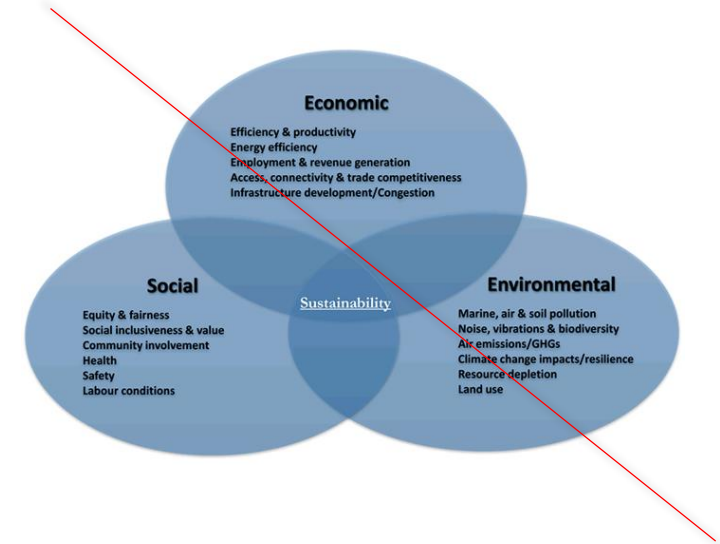 Economic
Efficiency & productivity
Energy efficiency
Employment & revenue generation
Access, connectivity & trade competitiveness
Infrastructure development/Congestion
Social
Equity & fairness
Social inclusiveness & value
Community involvement
Health
Safety
Labour conditions
Sustainability
Environmental
Marine, air & soil pollution
Noise, vibrations & biodiversity
Air emissions/GHGs
Climate change impacts/resilience
Resource depletion
Land use